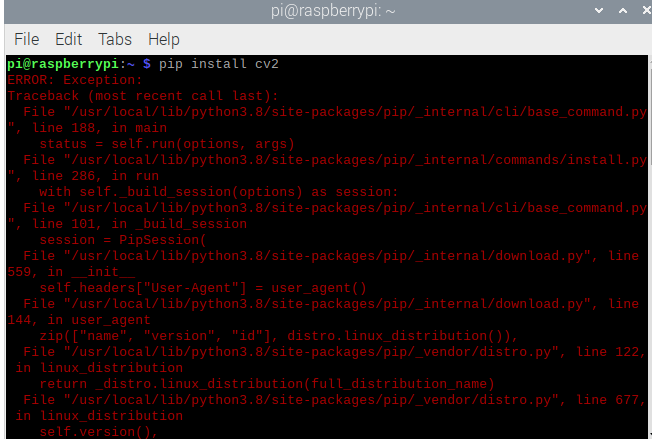 pi@raspberrypi: ~
File Edit Tabs Help
pi@raspberrypi:~ $ pip install cv2
ERROR: Exception:
Traceback (most recent call last):
  File "/usr/local/lib/python3.8/site-packages/pip/_internal/cli/base_command.py
", line 188, in main
    status = self.run(options, args)
  File "/usr/local/lib/python3.8/site-packages/pip/_internal/commands/install.py
", line 286, in run
    with self._build_session(options) as session:
  File "/usr/local/lib/python3.8/site-packages/pip/_internal/cli/base_command.py
", line 101, in _build_session
    session = PipSession(
  File "/usr/local/lib/python3.8/site-packages/pip/_internal/download.py", line
559, in __init__
    self.headers["User-Agent"] = user_agent()
  File "/usr/local/lib/python3.8/site-packages/pip/_internal/download.py", line
144, in user_agent
    zip(["name", "version", "id"], distro.linux_distribution()),
  File "/usr/local/lib/python3.8/site-packages/pip/_vendor/distro.py", line 122,
 in linux_distribution
    return _distro.linux_distribution(full_distribution_name)
  File "/usr/local/lib/python3.8/site-packages/pip/_vendor/distro.py", line 677,
 in linux_distribution
    self.version(),